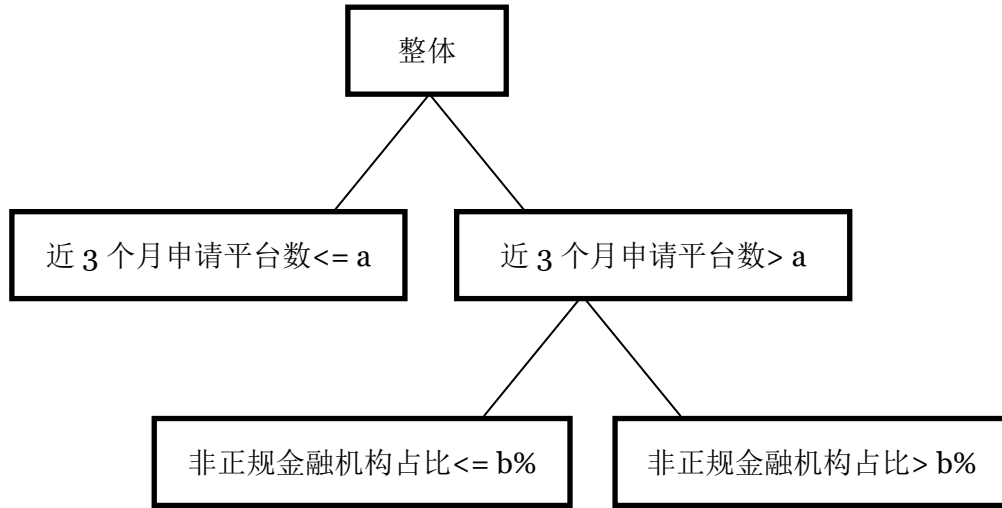 整体
近 3 个月申请平台数<= a
近 3 个月申请平台数> a
非正规金融机构占比<= b%
非正规金融机构占比> b%